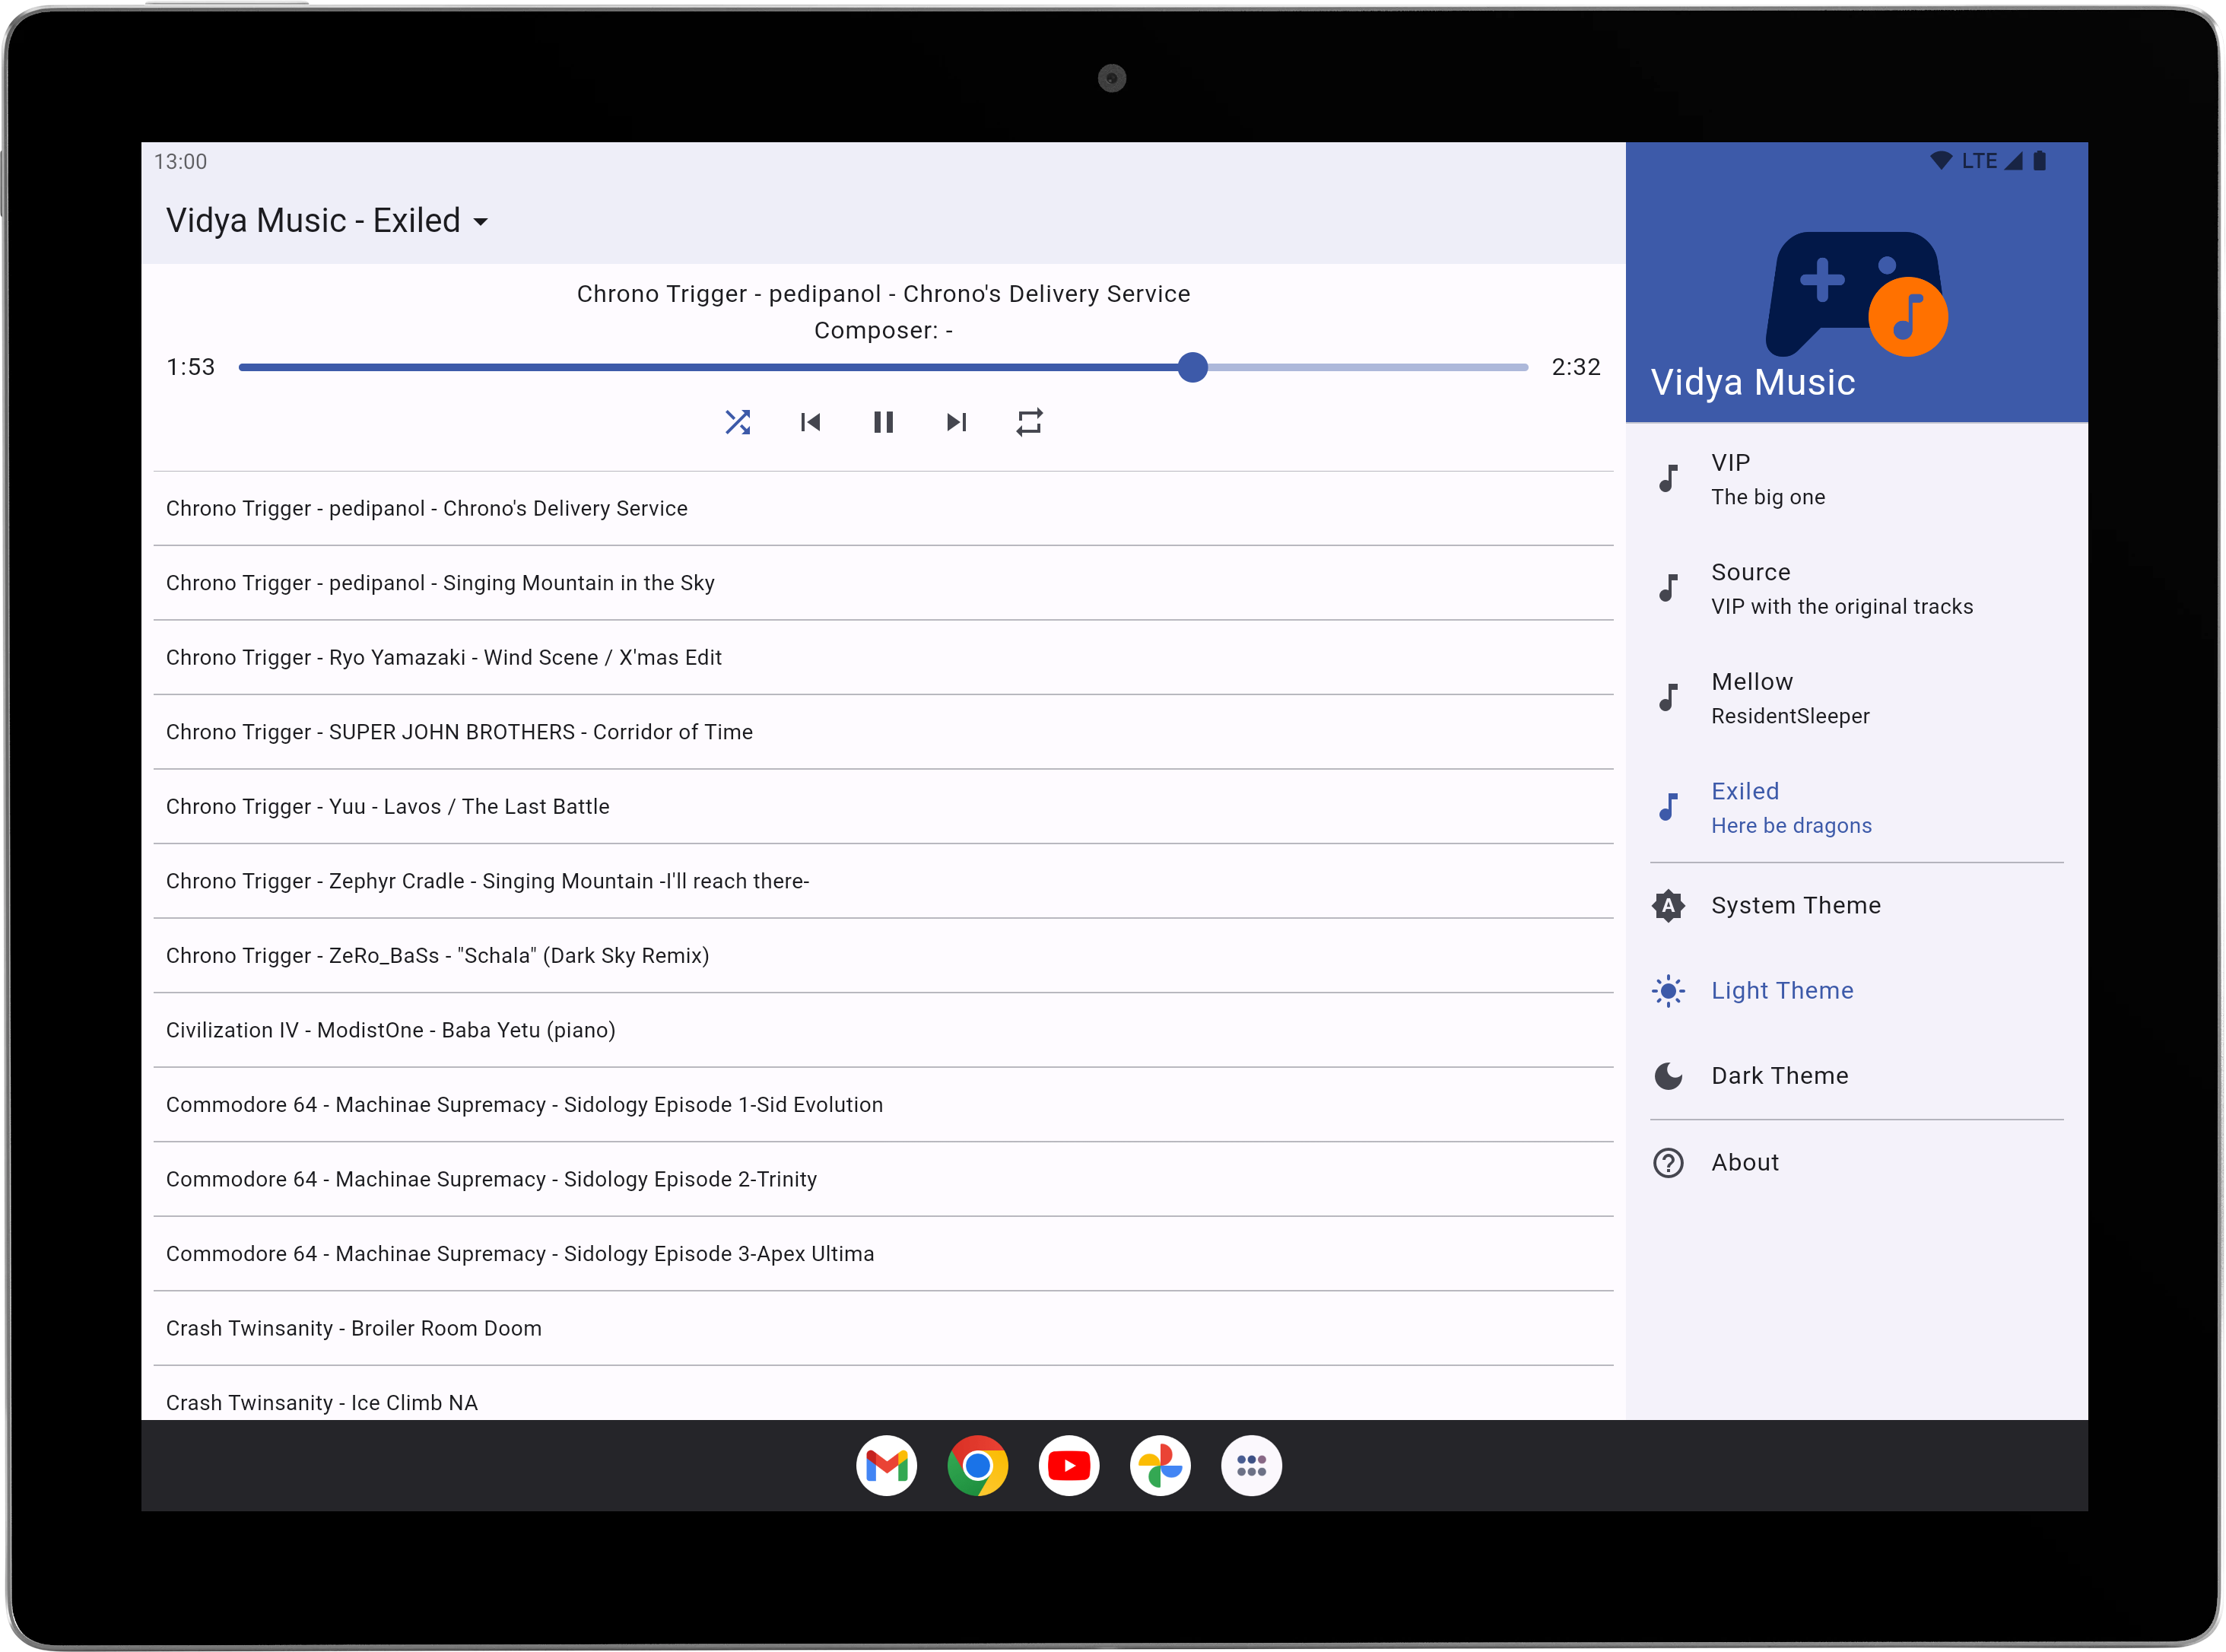 13:00
LTE
Vidya Music - Exiled
Chrono Trigger - pedipanol - Chrono's Delivery Service
Composer: -
1:53
2:32
Chrono Trigger - pedipanol - Chrono's Delivery Service
Chrono Trigger - pedipanol - Singing Mountain in the Sky
Chrono Trigger - Ryo Yamazaki - Wind Scene / X'mas Edit
Chrono Trigger - SUPER JOHN BROTHERS - Corridor of Time
Chrono Trigger - Yuu - Lavos / The Last Battle
Chrono Trigger - Zephyr Cradle - Singing Mountain -I'll reach there-
Chrono Trigger - ZeRo_BaSs - "Schala" (Dark Sky Remix)
Civilization IV - ModistOne - Baba Yetu (piano)
Commodore 64 - Machinae Supremacy - Sidology Episode 1-Sid Evolution
Commodore 64 - Machinae Supremacy - Sidology Episode 2-Trinity
Commodore 64 - Machinae Supremacy - Sidology Episode 3-Apex Ultima
Crash Twinsanity - Broiler Room Doom
Crash Twinsanity - Ice Climb NA
Vidya Music
VIP
The big one
Source
VIP with the original tracks
Mellow
ResidentSleeper
Exiled
Here be dragons
A
System Theme
Light Theme
Dark Theme
?
About